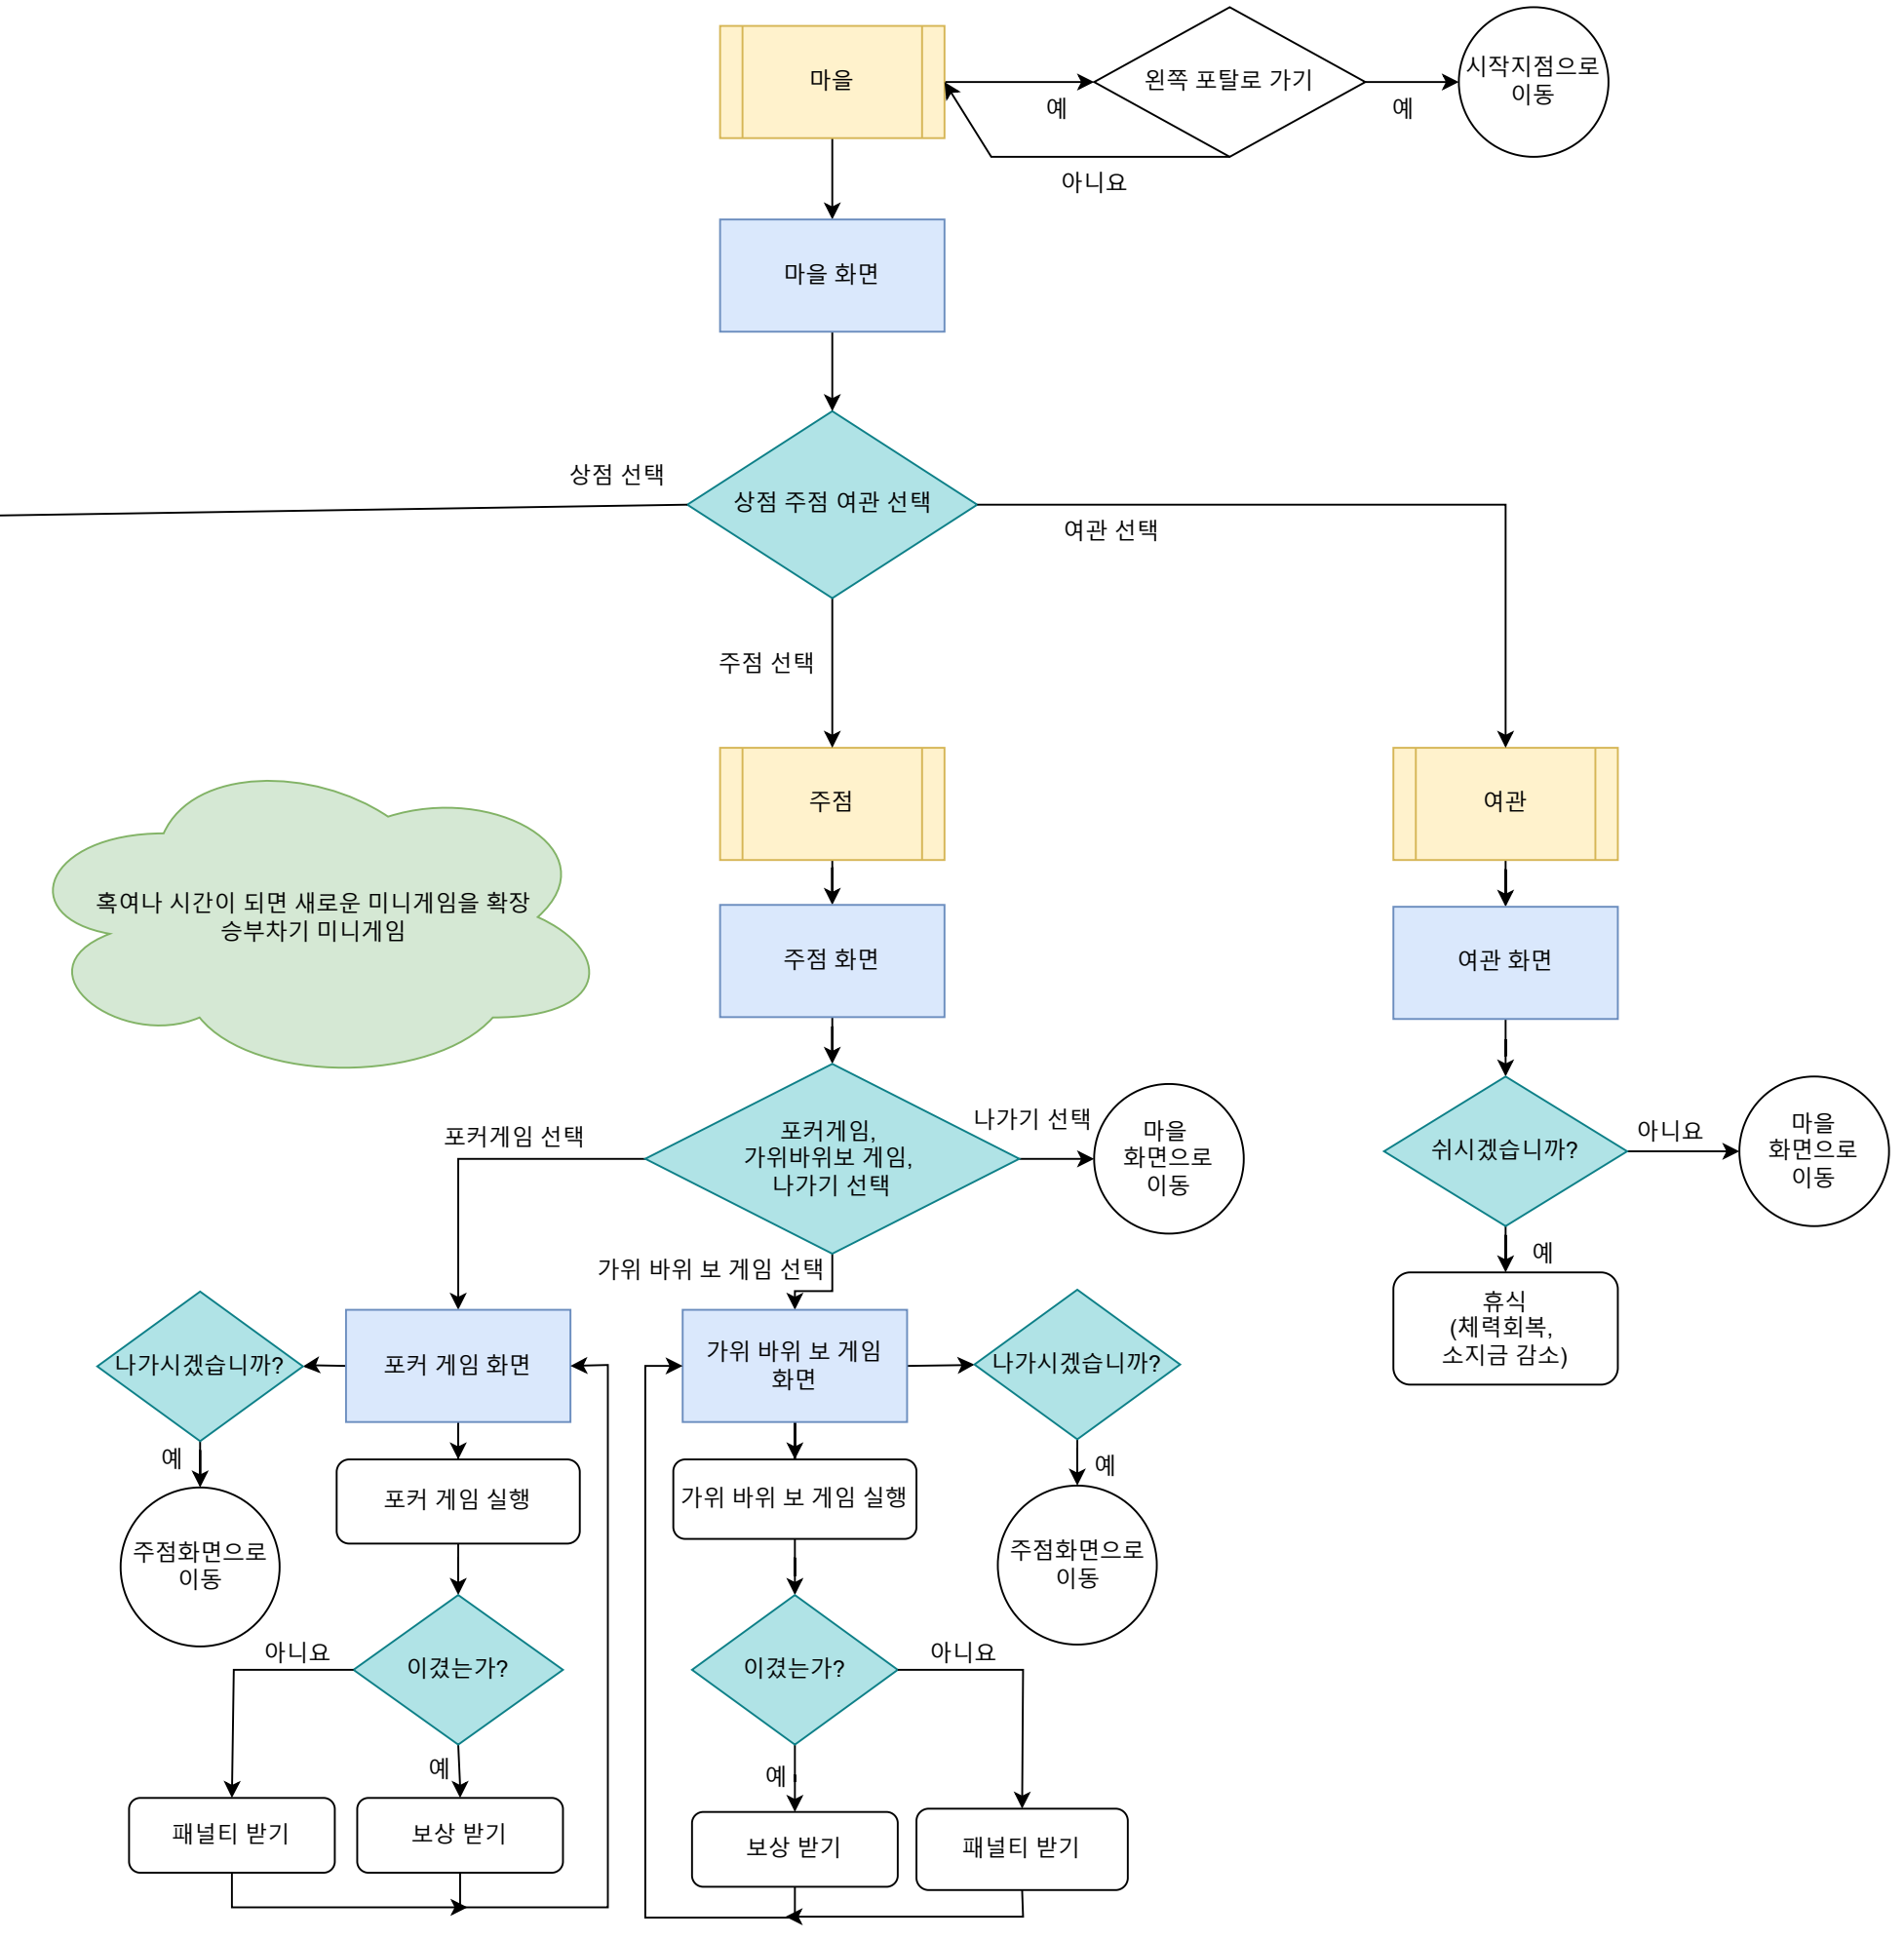 마을
왼쪽 포탈로 가기
시작지점으로
이동
예
예
아니요
마을 화면
상점 선택
상점 주점 여관 선택
여관 선택
주점 선택
주점
여관
혹여나 시간이 되면 새로운 미니게임을 확장
승부차기 미니게임
주점 화면
여관 화면
포커게임 선택
포커게임,
가위바위보 게임,
나가기 선택
나가기 선택
마을
화면으로
이동
쉬시겠습니까?
아니요
마을
화면으로
이동
예
휴식
(체력회복,
소지금 감소)
가위 바위 보 게임 선택
나가시겠습니까?
포커 게임 화면
가위 바위 보 게임
화면
나가시겠습니까?
예
예
주점화면으로
이동
포커 게임 실행
가위 바위 보 게임 실행
주점화면으로
이동
아니요
이겼는가?
이겼는가?
아니요
예
예
패널티 받기
보상 받기
보상 받기
패널티 받기